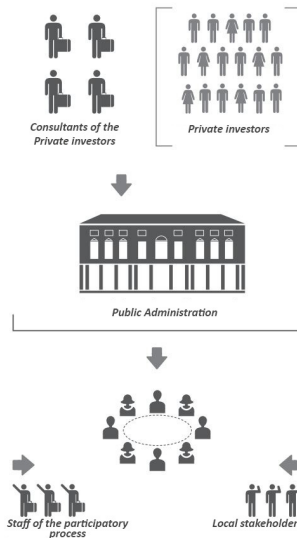 Consultants of the
Private investors
Private investors
Public Administration
Staff of the participatory
process
Local stakeholder